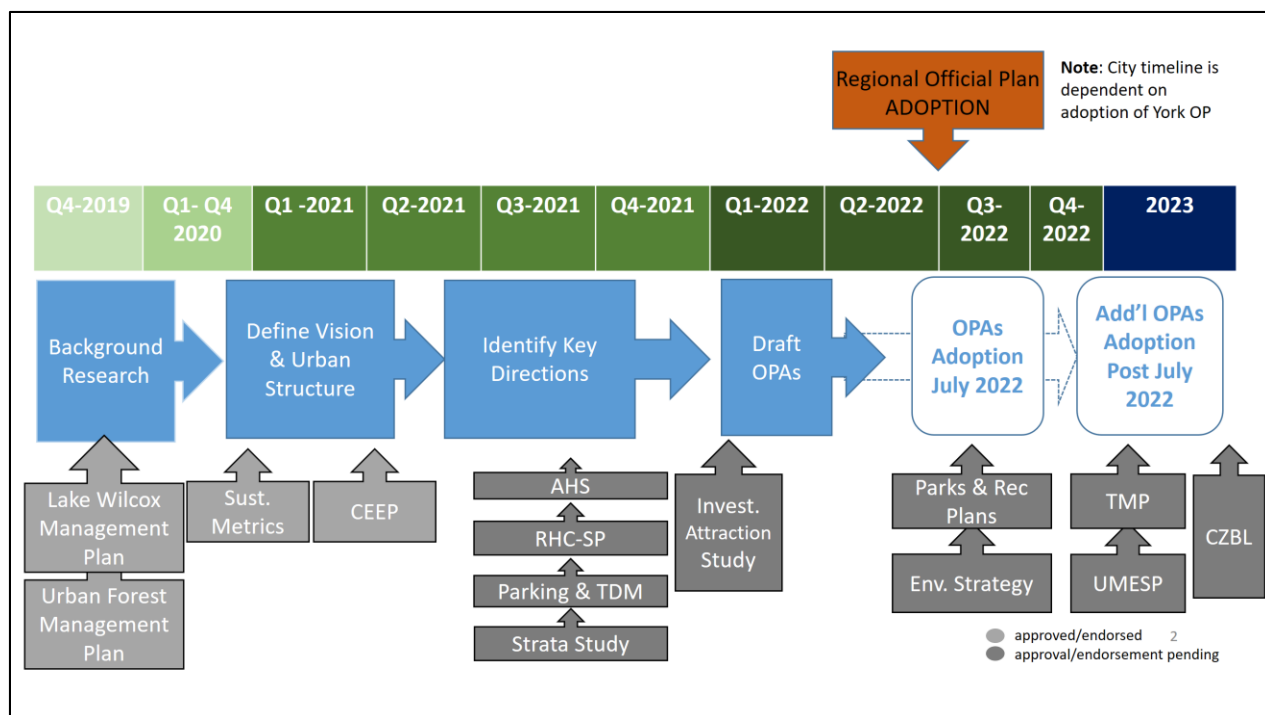 Regional Official Plan
ADOPTION
Note: City timeline is
dependent on
adoption of York OP
Q4-2019
Q1- Q4
2020
Q1 -2021
Q2-2021
Q3-2021
Q4-2021
Q1-2022
Q2-2022
Q3-
2022
Q4-
2022
2023
Background
Research
Define Vision
& Urban
Structure
Identify Key
Directions
Draft
OPAs
OPAs
Adoption
July 2022
Add'l OPAs
Adoption
Post July
2022
Lake Wilcox
Management
Plan
Urban Forest
Management
Plan
Sust.
Metrics
CEEP
AHS
RHC-SP
Parking & TDM
Strata Study
Invest.
Attraction
Study
Parks & Rec
Plans
Env. Strategy
TMP
UMESP
CZBL
approved/endorsed 2
approval/endorsement pending